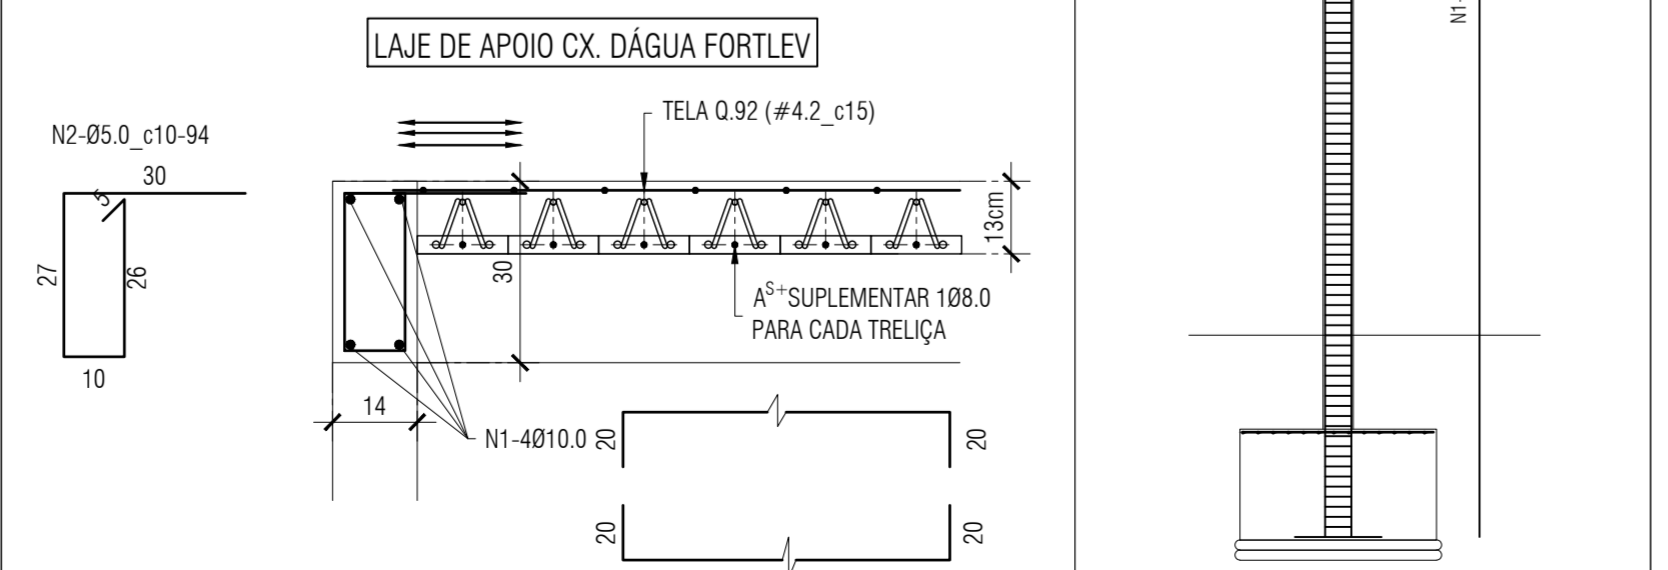 LAJE DE APOIO CX. DÁGUA FORTLEV
N1-
TELA Q.92 (#4.2_c15)
N2-Ø5.0_c10-94
30
5
27
26
10
13cm
30
A^S+ SUPLEMENTAR 1Ø8.0
PARA CADA TRELIÇA
14
N1-4Ø10.0
20
20
20
20